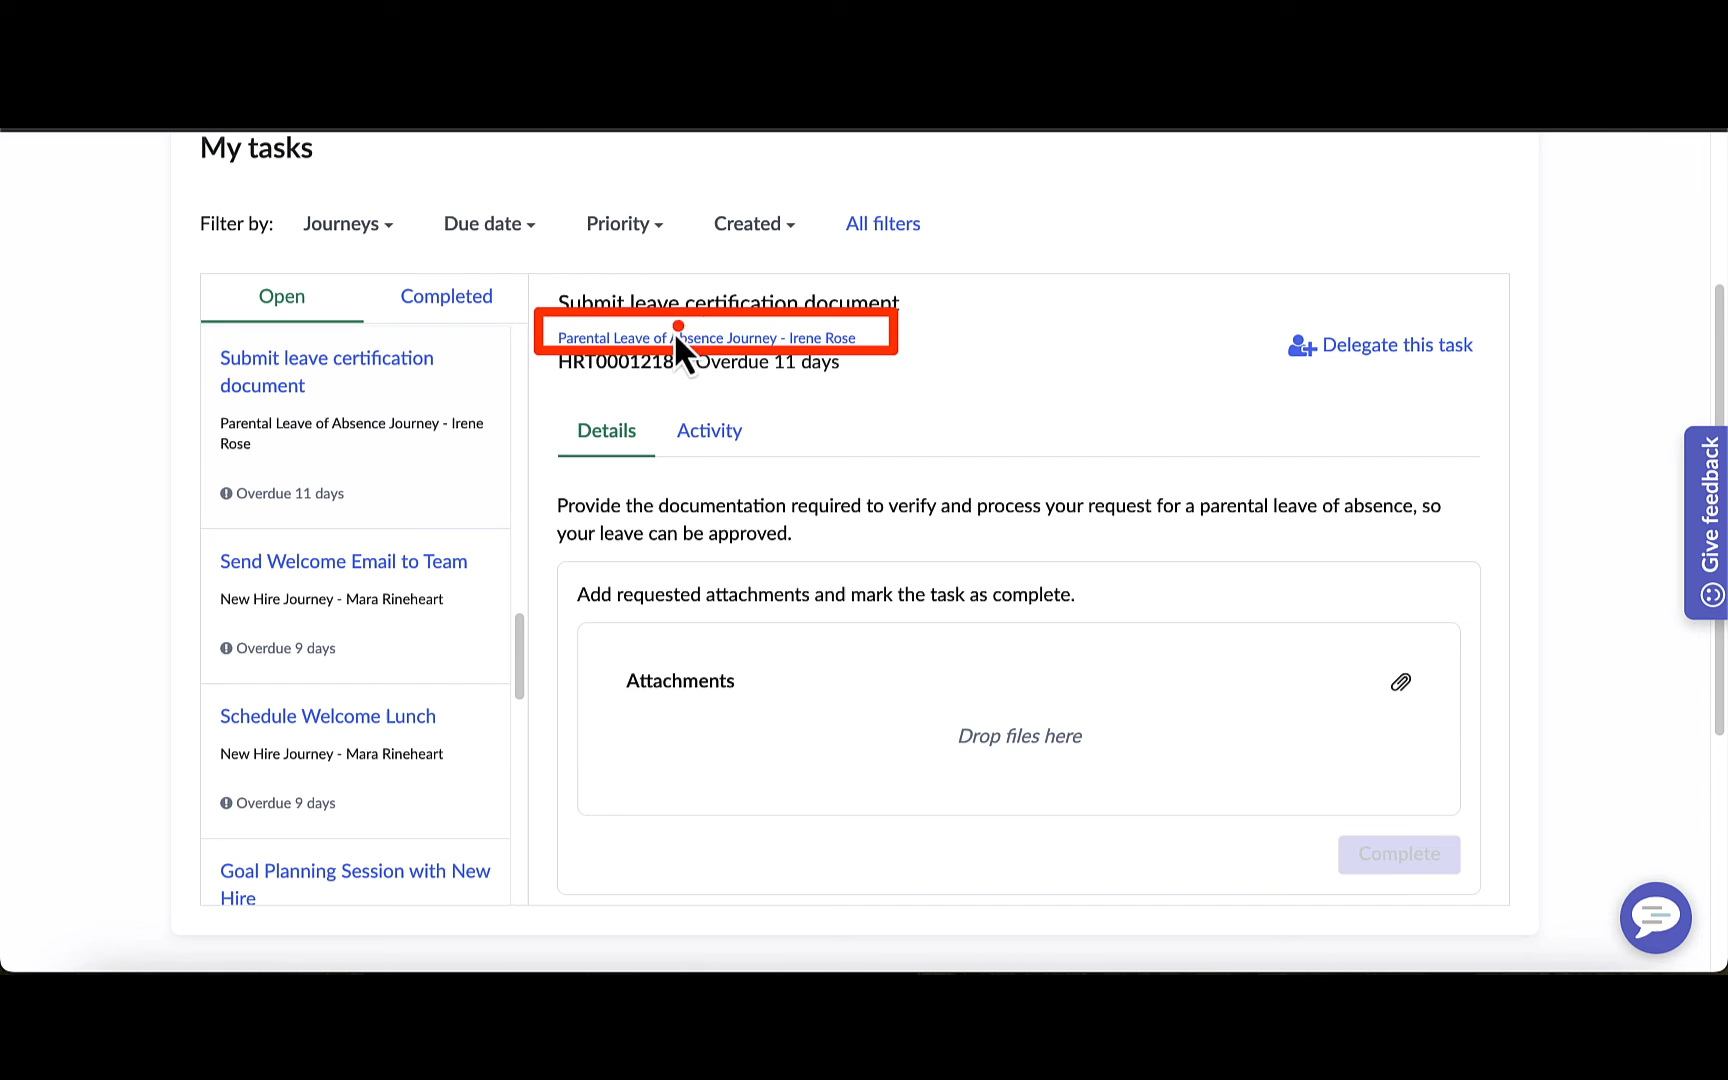 My tasks
Filter by: Journeys Due date Priority Created All filters
Open Completed
Submit leave certification
document
Parental Leave of Absence Journey - Irene
Rose
Overdue 11 days
Send Welcome Email to Team
New Hire Journey - Mara Rineheart
Overdue 9 days
Schedule Welcome Lunch
New Hire Journey - Mara Rineheart
Overdue 9 days
Goal Planning Session with New
Hire
Submit leave certification document
Parental Leave of Absence Journey - Irene Rose
HRT0001218 Overdue 11 days
Delegate this task
Details Activity
Provide the documentation required to verify and process your request for a parental leave of absence, so
your leave can be approved.
Add requested attachments and mark the task as complete.
Attachments
Drop files here
Complete
Give feedback